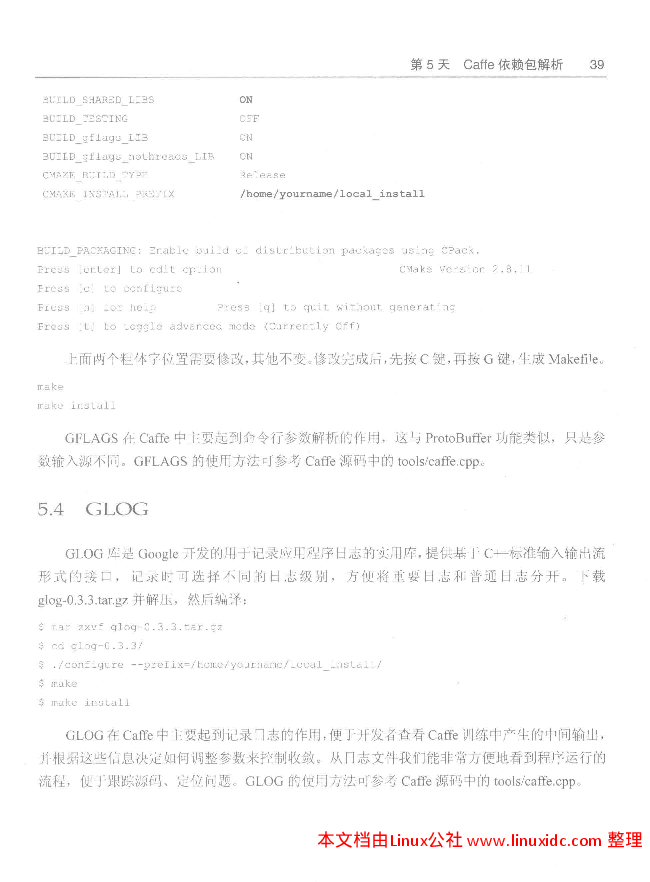 第 5 天 Caffe 依赖包解析 39
BUILD_SHARED_LIBS ON
BUILD_TESTING OFF
BUILD_gflags_LIB ON
BUILD_gflags_nothreads_LIB ON
CMAKE_BUILD_TYPE Release
CMAKE_INSTALL_PREFIX /home/yourname/local_install
BUILD_PACKAGING: Enable build of distribution packages using CPack.
Press [enter] to edit option CMake Version 2.8.11
Press [c] to configure
Press [h] for help Press [q] to quit without generating
Press [t] to toggle advanced mode (Currently Off)
上面两个粗体字位置需要修改,其他不变。修改完成后,先按 C 键,再按 G 键,生成 Makefile。
make
make install
GFLAGS 在 Caffe 中主要起到命令行参数解析的作用，这与 ProtoBuffer 功能类似，只是参
数输入源不同。GFLAGS 的使用方法可参考 Caffe 源码中的 tools/caffe.cpp。
5.4 GLOG
GLOG 库是 Google 开发的用于记录应用程序日志的实用库,提供基于 C++标准输入输出流
形式的接口，记录时可选择不同的日志级别，方便将重要日志和普通日志分开。下载
glog-0.3.3.tar.gz 并解压，然后编译：
$ tar zxvf glog-0.3.3.tar.gz
$ cd glog-0.3.3/
$ ./configure --prefix=/home/yourname/local_install/
$ make
$ make install
GLOG 在 Caffe 中主要起到记录日志的作用,便于开发者查看 Caffe 训练中产生的中间输出,
并根据这些信息决定如何调整参数来控制收敛。从日志文件我们能非常方便地看到程序运行的
流程，便于跟踪源码、定位问题。GLOG 的使用方法可参考 Caffe 源码中的 tools/caffe.cpp。
本文档由Linux公社 www.linuxidc.com 整理